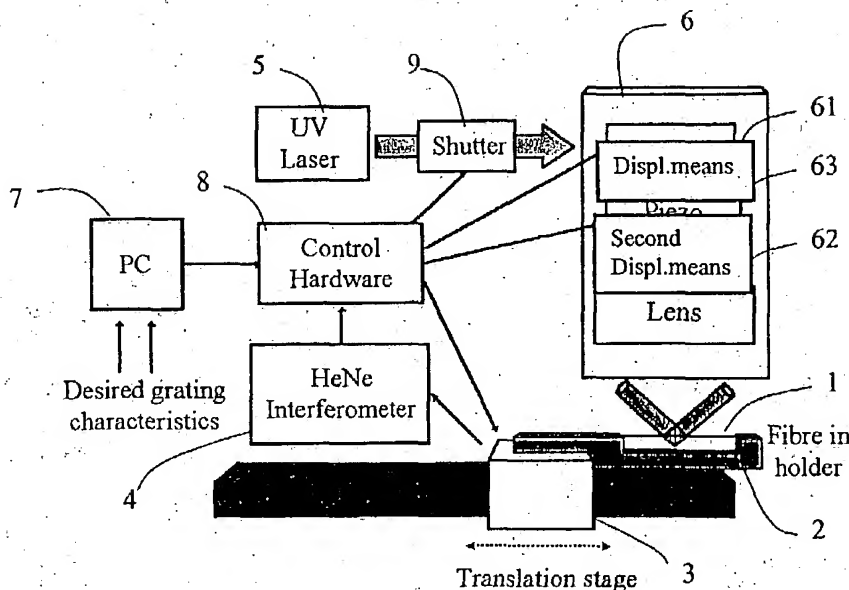 5
9
6
UV
Laser
Shutter
61
Displ.means
63
7
8
Piezo
PC
Control
Hardware
Second
Displ.means
62
Lens
Desired grating
characteristics
HeNe
Interferometer
1
Fibre in
holder
4
2
3
Translation stage